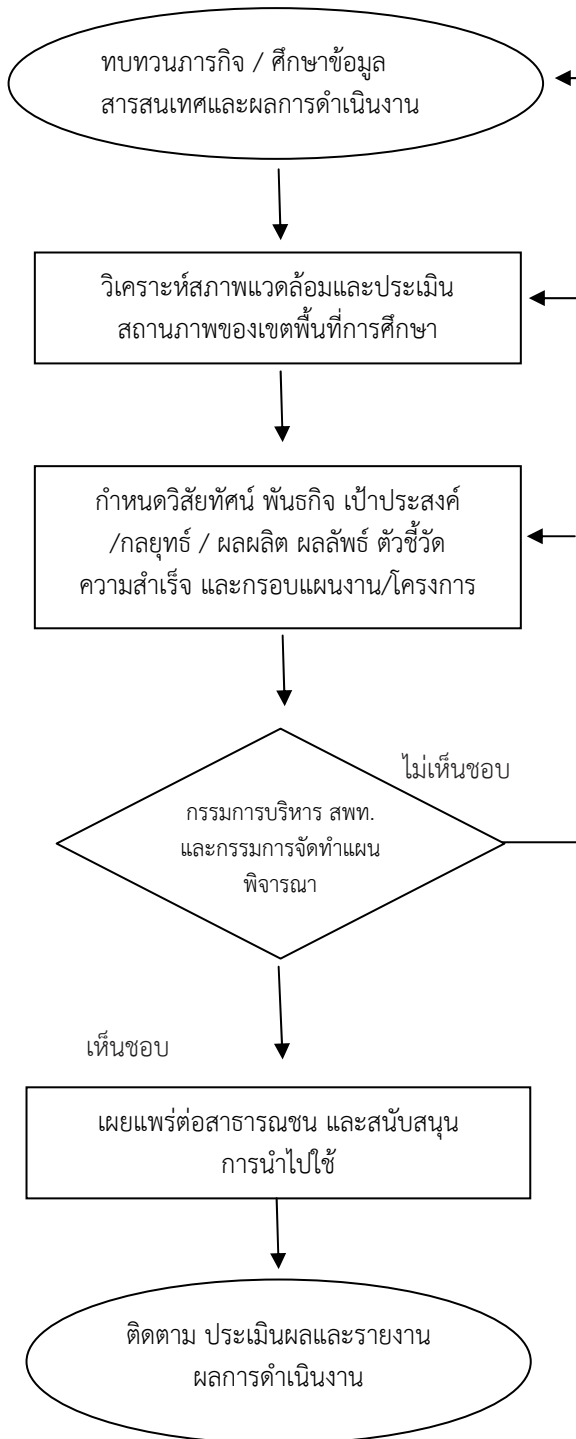 ทบทวนภารกิจ / ศึกษาข้อมูล
สารสนเทศและผลการดำเนินงาน
วิเคราะห์สภาพแวดล้อมและประเมิน
สถานภาพของเขตพื้นที่การศึกษา
กำหนดวิสัยทัศน์ พันธกิจ เป้าประสงค์
/กลยุทธ์ / ผลผลิต ผลลัพธ์ ตัวชี้วัด
ความสำเร็จ และกรอบแผนงาน/โครงการ
ไม่เห็นชอบ
กรรมการบริหาร สพท.
และกรรมการจัดทำแผน
พิจารณา
เห็นชอบ
เผยแพร่ต่อสาธารณชน และสนับสนุน
การนำไปใช้
ติดตาม ประเมินผลและรายงาน
ผลการดำเนินงาน